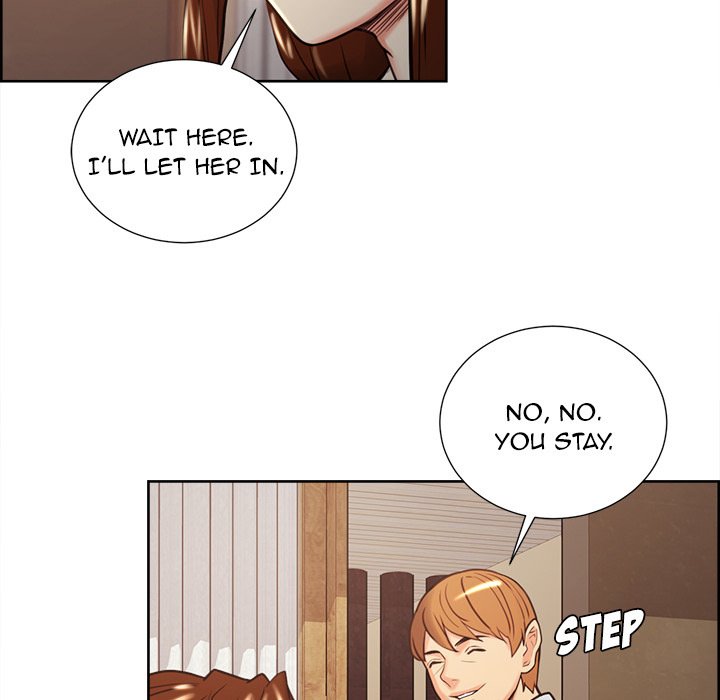 WAIT HERE.
I'LL LET HER IN.
NO, NO.
YOU STAY.
STEP